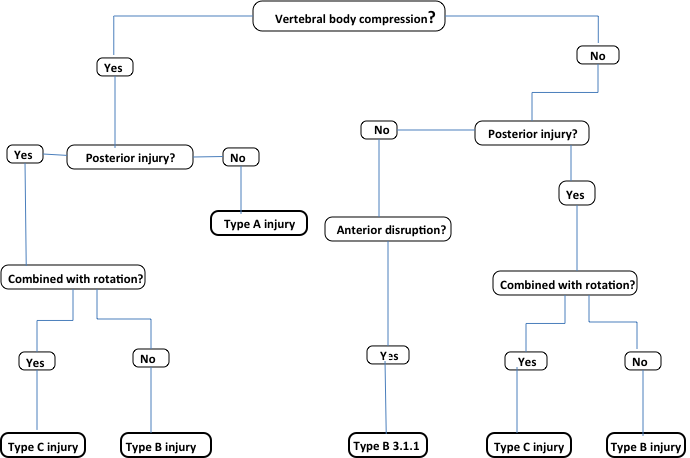 Vertebral body compression?
Yes
No
No
Posterior injury?
Yes
Posterior injury?
No
Yes
Type A injury
Anterior disruption?
Combined with rotation?
Combined with rotation?
Yes
No
Yes
Yes
No
Type C injury
Type B injury
Type B 3.1.1
Type C injury
Type B injury